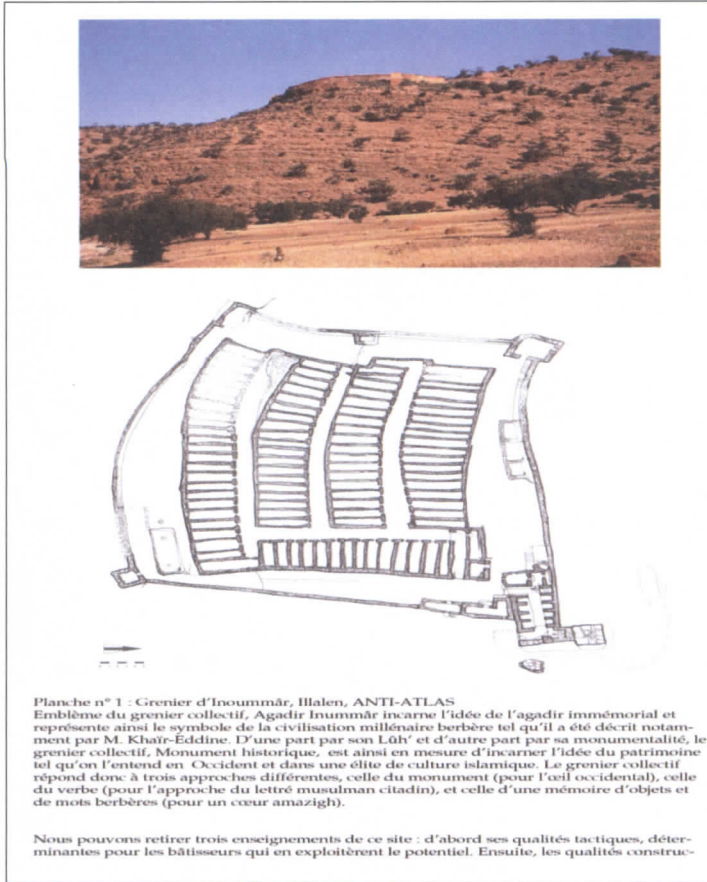 Planche n° 1 : Grenier d'Inoummâr, Illalen, ANTI-ATLAS
Emblème du grenier collectif, Agadir Inummâr incarne l'idée de l'agadir immémorial et
représente ainsi le symbole de la civilisation millénaire berbère tel qu'il a été décrit notam-
ment par M. Khaïr-Eddine. D'une part par son Lûh' et d'autre part par sa monumentalité, le
grenier collectif, Monument historique, est ainsi en mesure d'incarner l'idée du patrimoine
tel qu'on l'entend en Occident et dans une élite de culture islamique. Le grenier collectif
répond donc à trois approches différentes, celle du monument (pour l'œil occidental), celle
du verbe (pour l'approche du lettré musulman citadin), et celle d'une mémoire d'objets et
de mots berbères (pour un cœur amazigh).
Nous pouvons retirer trois enseignements de ce site : d'abord ses qualités tactiques, déter-
minantes pour les bâtisseurs qui en exploitèrent le potentiel. Ensuite, les qualités construc-